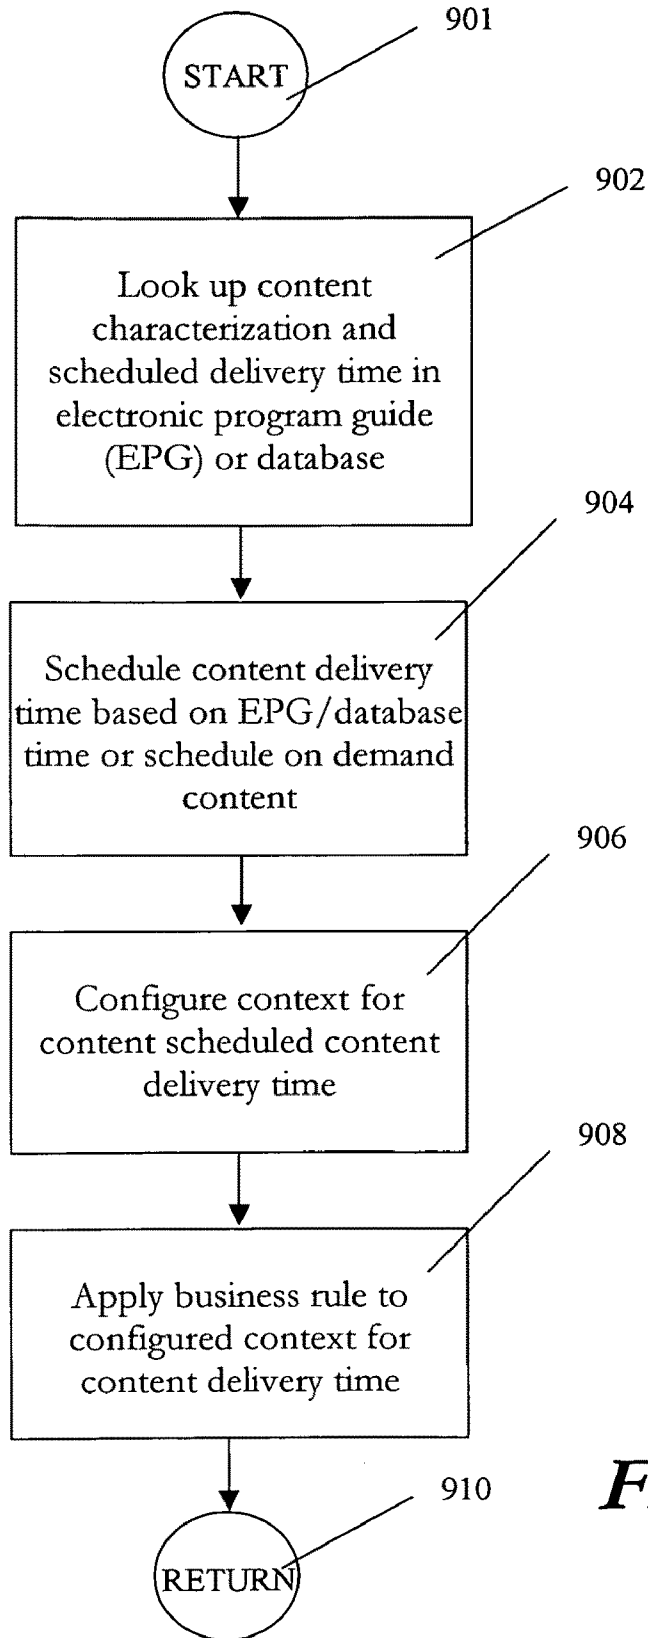 901
START
902
Look up content
characterization and
scheduled delivery time in
electronic program guide
(EPG) or database
904
Schedule content delivery
time based on EPG/database
time or schedule on demand
content
906
Configure context for
content scheduled content
delivery time
908
Apply business rule to
configured context for
content delivery time
910
RETURN